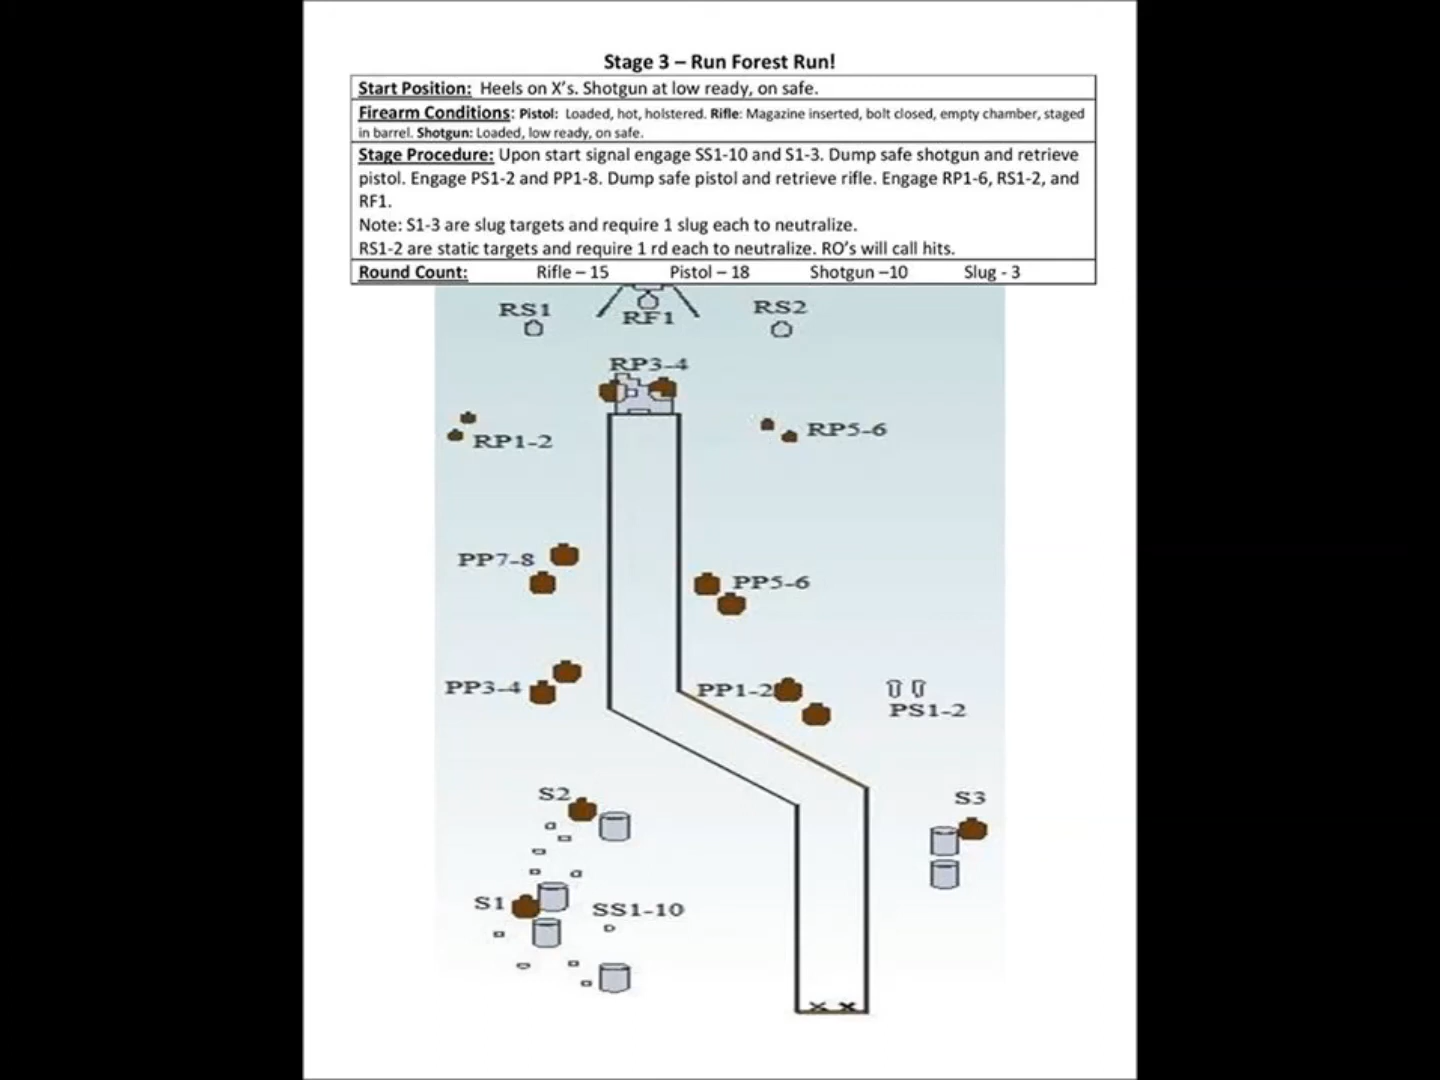 Stage 3 – Run Forest Run!
Start Position: Heels on X's. Shotgun at low ready, on safe.
Firearm Conditions: Pistol: Loaded, hot, holstered. Rifle: Magazine inserted, bolt closed, empty chamber, staged
in barrel. Shotgun: Loaded, low ready, on safe.
Stage Procedure: Upon start signal engage SS1-10 and S1-3. Dump safe shotgun and retrieve
pistol. Engage PS1-2 and PP1-8. Dump safe pistol and retrieve rifle. Engage RP1-6, RS1-2, and
RF1.
Note: S1-3 are slug targets and require 1 slug each to neutralize.
RS1-2 are static targets and require 1 rd each to neutralize. RO's will call hits.
Round Count: Rifle – 15 Pistol – 18 Shotgun –10 Slug - 3
RS1
RF1
RS2
RP3-4
RP1-2
RP5-6
PP7-8
PP5-6
PP3-4
PP1-2
PS1-2
S2
S3
S1
SS1-10
X X